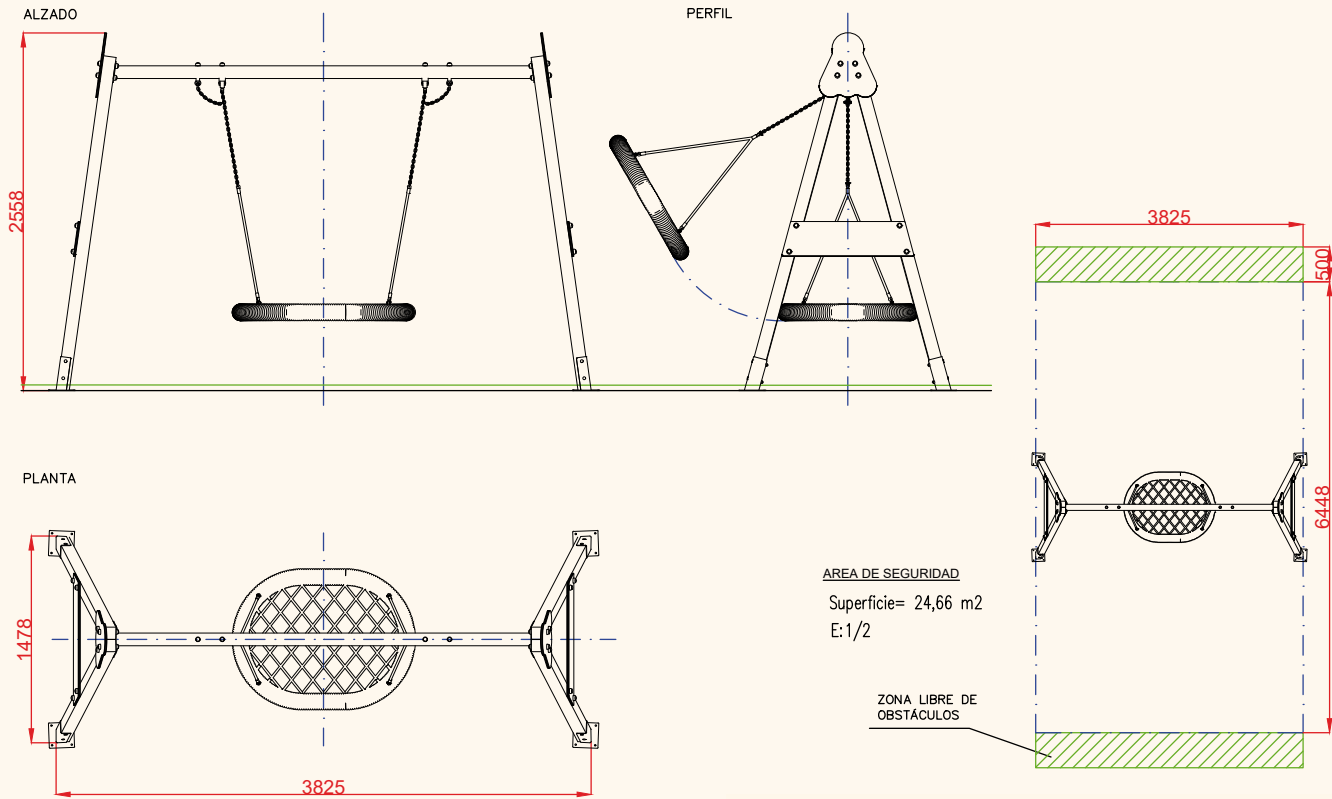 ALZADO
PERFIL
2558
3825
500
6448
PLANTA
1478
3825
AREA DE SEGURIDAD
Superficie= 24,66 m2
E:1/2
ZONA LIBRE DE
OBSTÁCULOS